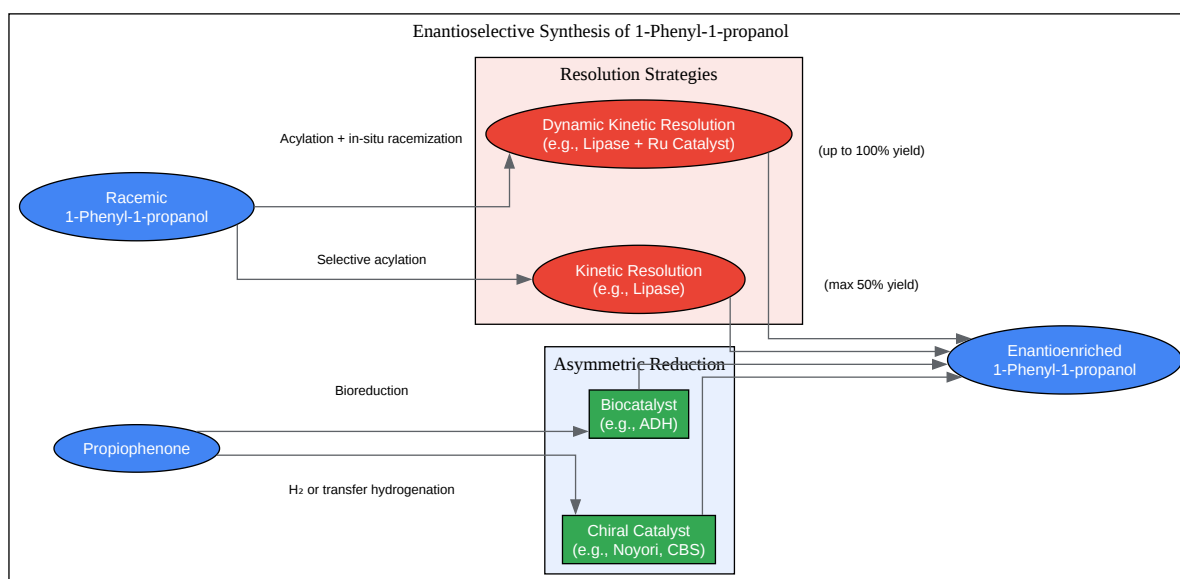 Enantioselective Synthesis of 1-Phenyl-1-propanol
Resolution Strategies
Dynamic Kinetic Resolution
(e.g., Lipase + Ru Catalyst)
Acylation + in-situ racemization
(up to 100% yield)
Racemic
1-Phenyl-1-propanol
Selective acylation
Kinetic Resolution
(e.g., Lipase)
(max 50% yield)
Enantioenriched
1-Phenyl-1-propanol
Asymmetric Reduction
Bioreduction
Biocatalyst
(e.g., ADH)
Propiophenone
H₂ or transfer hydrogenation
Chiral Catalyst
(e.g., Noyori, CBS)